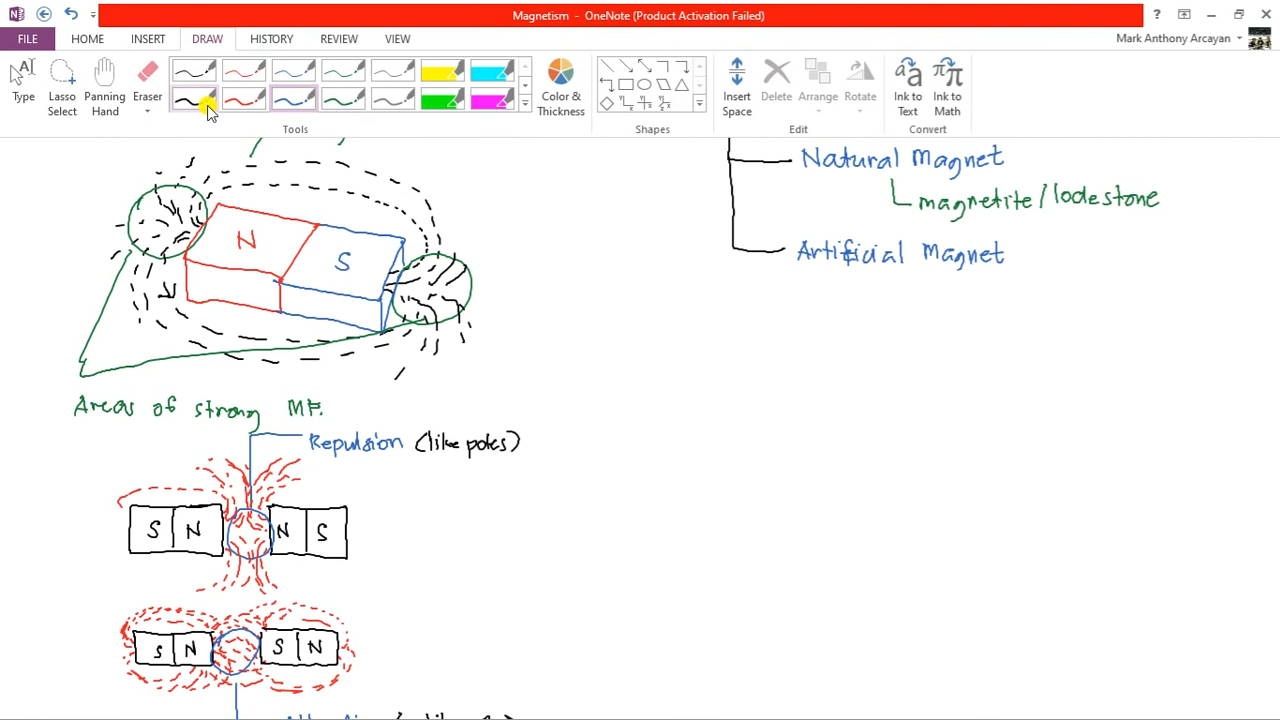 Magnetism - OneNote (Product Activation Failed)
FILE HOME INSERT DRAW HISTORY REVIEW VIEW
Mark Anthony Arcayan
Type
Lasso Select
Panning Hand
Eraser
Color & Thickness
Insert Space
Delete
Arrange
Rotate
Ink to Text
Ink to Math
Tools
Shapes
Edit
Convert
Natural Magnet
magnetite/lodestone
Artificial Magnet
N S
Areas of strong MF.
Repulsion (like poles)
S N N S
S N S N